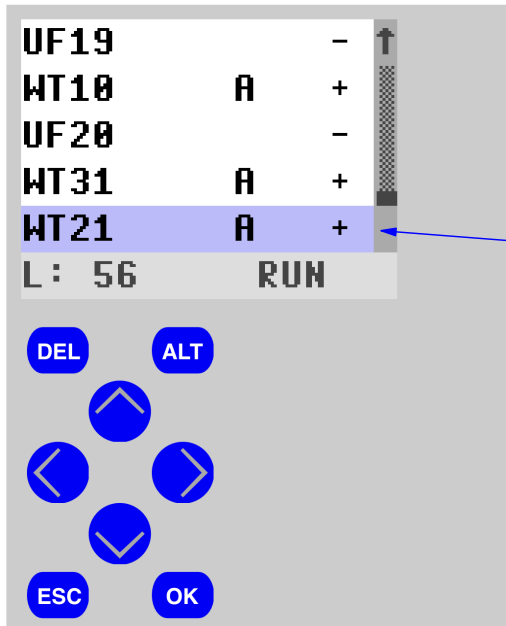 UF19 - ↑
WT10 A +
UF20 -
WT31 A +
WT21 A +
L: 56 RUN
DEL ALT
ESC OK